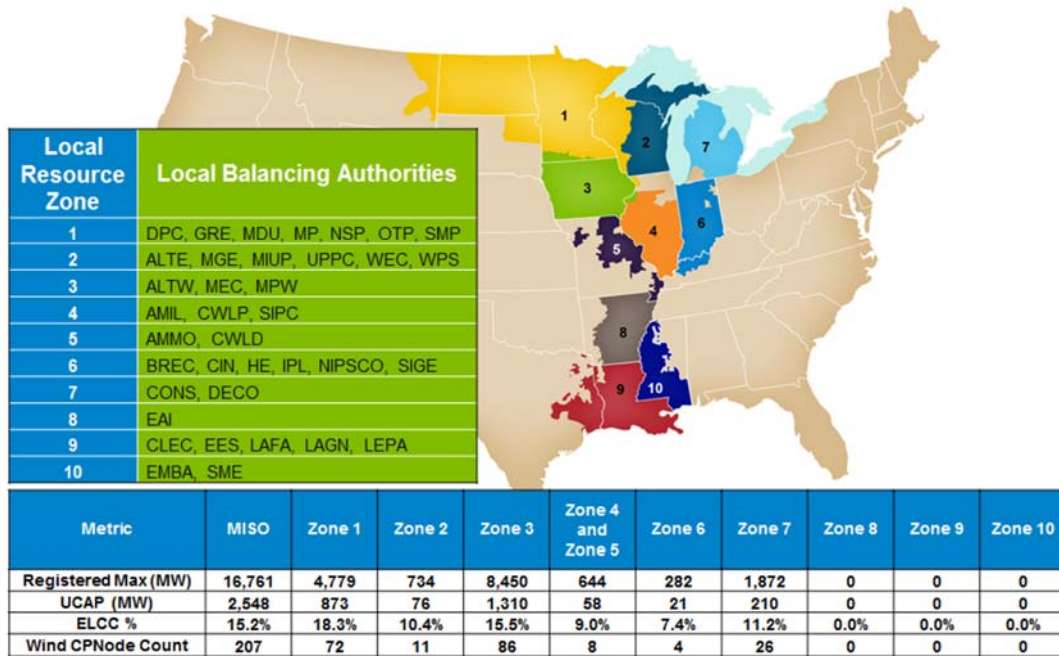 Local Resource Zone Local Balancing Authorities
1 DPC, GRE, MDU, MP, NSP, OTP, SMP
2 ALTE, MGE, MIUP, UPPC, WEC, WPS
3 ALTW, MEC, MPW
4 AMIL, CWLP, SIPC
5 AMMO, CWLD
6 BREC, CIN, HE, IPL, NIPSCO, SIGE
7 CONS, DECO
8 EAI
9 CLEC, EES, LAFA, LAGN, LEPA
10 EMBA, SME
1
2
7
3
4
6
5
8
9
10
Metric MISO Zone 1 Zone 2 Zone 3 Zone 4 and Zone 5 Zone 6 Zone 7 Zone 8 Zone 9 Zone 10
Registered Max (MW) 16,761 4,779 734 8,450 644 282 1,872 0 0 0
UCAP (MW) 2,548 873 76 1,310 58 21 210 0 0 0
ELCC % 15.2% 18.3% 10.4% 15.5% 9.0% 7.4% 11.2% 0.0% 0.0% 0.0%
Wind CPNode Count 207 72 11 86 8 4 26 0 0 0